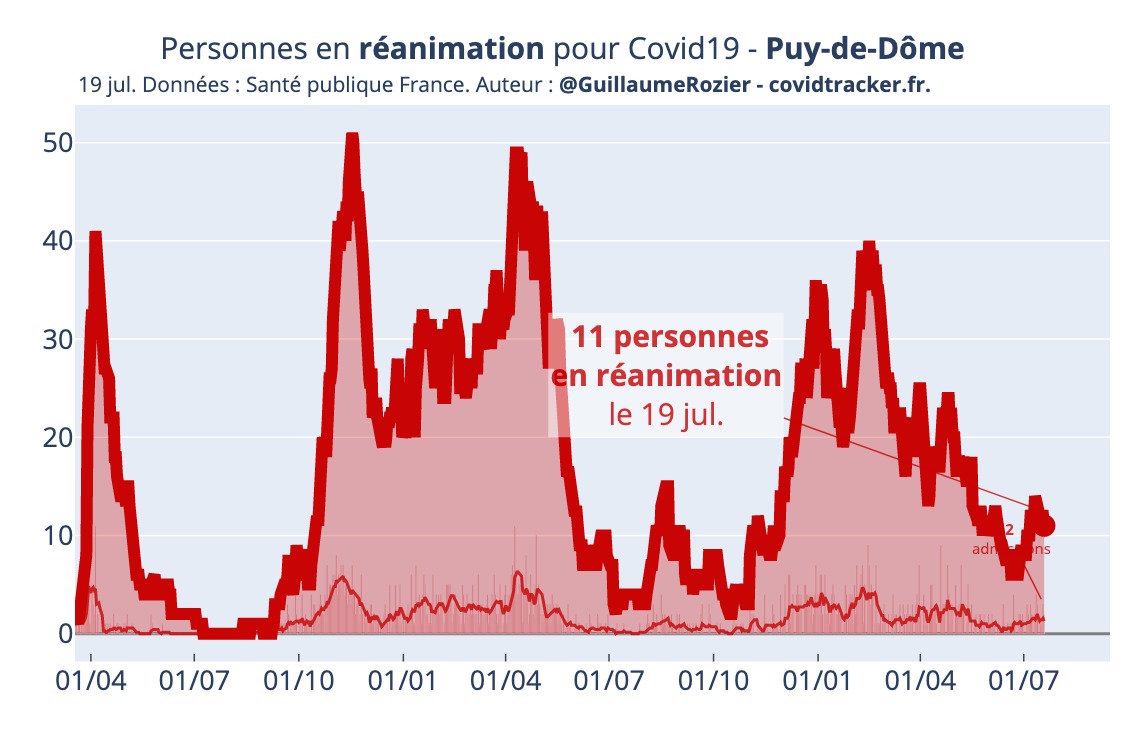 Personnes en réanimation pour Covid19 - Puy-de-Dôme
19 jul. Données : Santé publique France. Auteur : @GuillaumeRozier - covidtracker.fr.
50
40
30
20
10
0
11 personnes
en réanimation
le 19 jul.
2
admissions
01/04 01/07 01/10 01/01 01/04 01/07 01/10 01/01 01/04 01/07